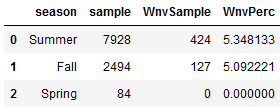 season sample WnvSample WnvPerc
0 Summer 7928 424 5.348133
1 Fall 2494 127 5.092221
2 Spring 84 0 0.000000